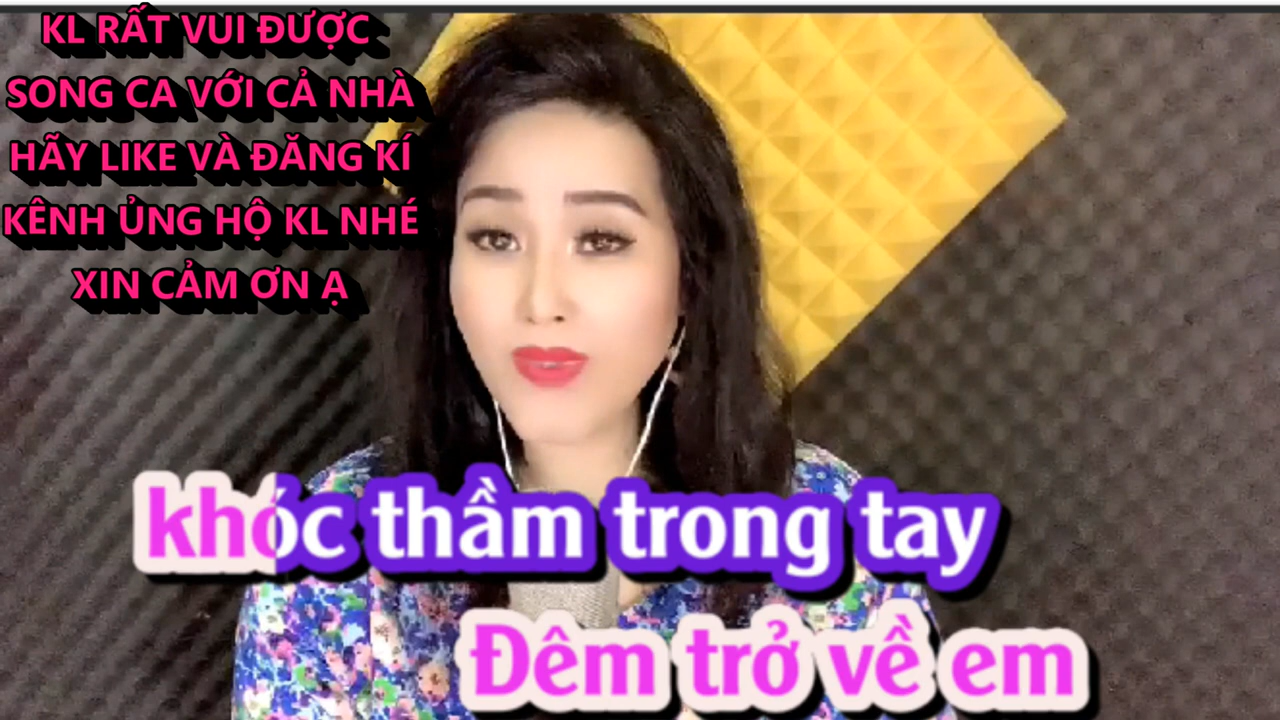 KL RẤT VUI ĐƯỢC
SONG CA VỚI CẢ NHÀ
HÃY LIKE VÀ ĐĂNG KÍ
KÊNH ỦNG HỘ KL NHÉ
XIN CẢM ƠN Ạ
khóc thầm trong tay
Đêm trở về em